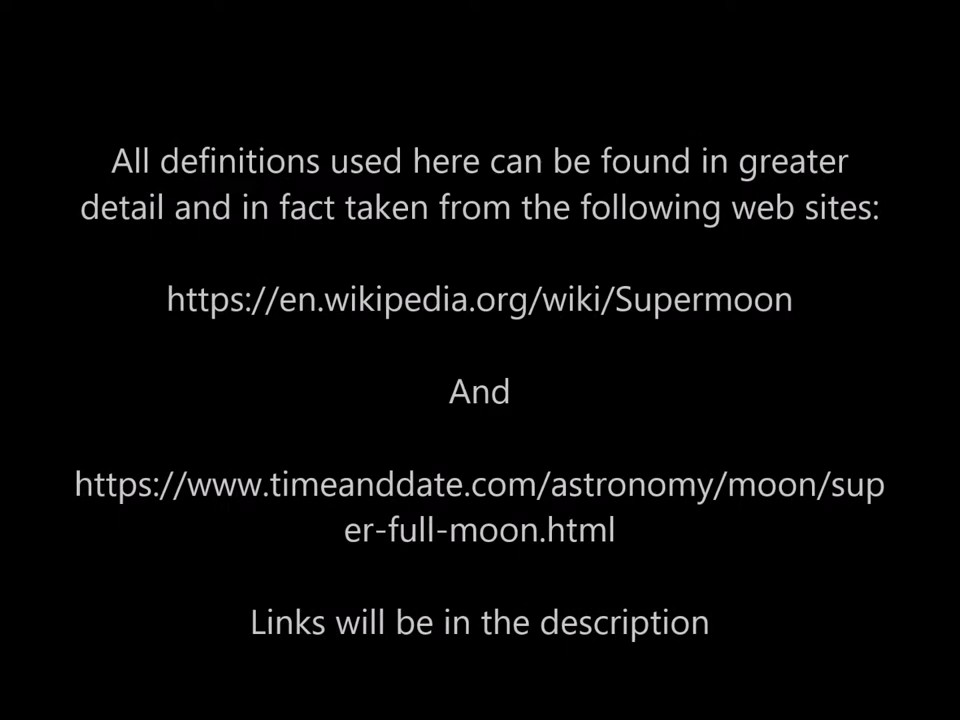 All definitions used here can be found in greater
detail and in fact taken from the following web sites:
https://en.wikipedia.org/wiki/Supermoon
And
https://www.timeanddate.com/astronomy/moon/sup
er-full-moon.html
Links will be in the description